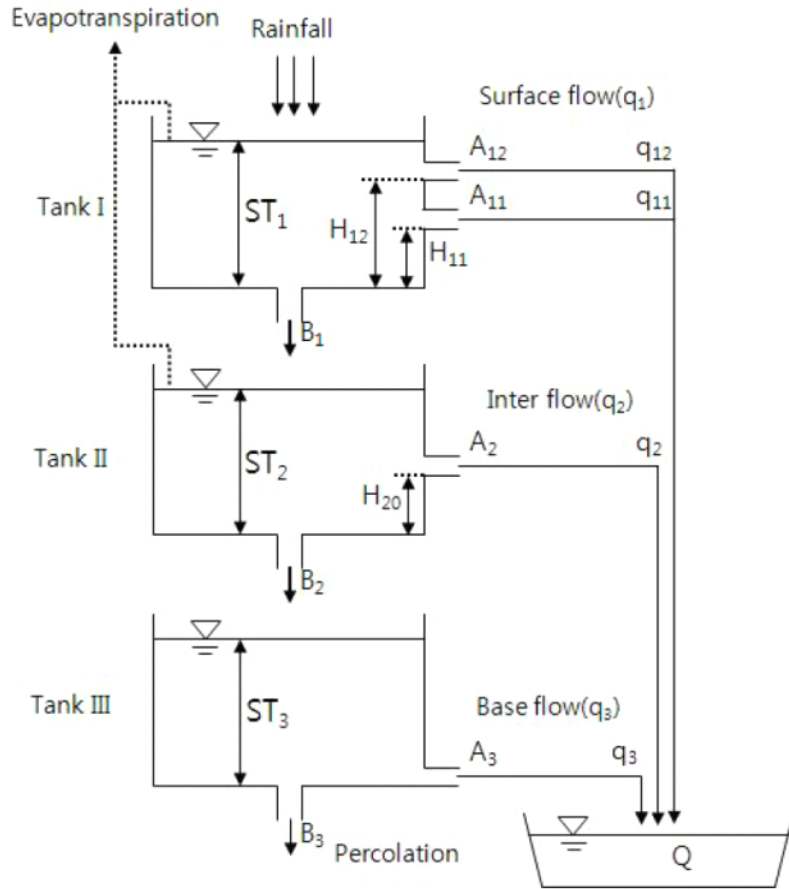 Evapotranspiration
Rainfall
Surface flow(q₁)
A₁₂ q₁₂
Tank Ⅰ ST₁ A₁₁ q₁₁
H₁₂ H₁₁
B₁
Inter flow(q₂)
Tank Ⅱ ST₂ A₂ q₂
H₂₀
B₂
Tank Ⅲ ST₃ Base flow(q₃)
A₃ q₃
B₃ Percolation Q